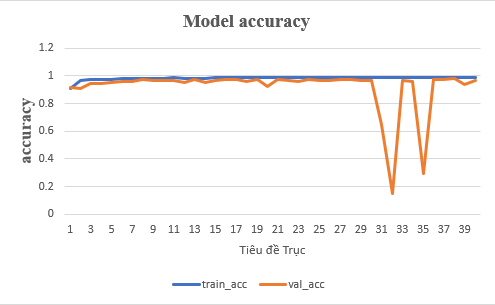 Model accuracy
1.2
1
0.8
0.6
0.4
0.2
0
accuracy
1 3 5 7 9 11 13 15 17 19 21 23 25 27 29 31 33 35 37 39
Tiêu đề Trục
train_acc val_acc